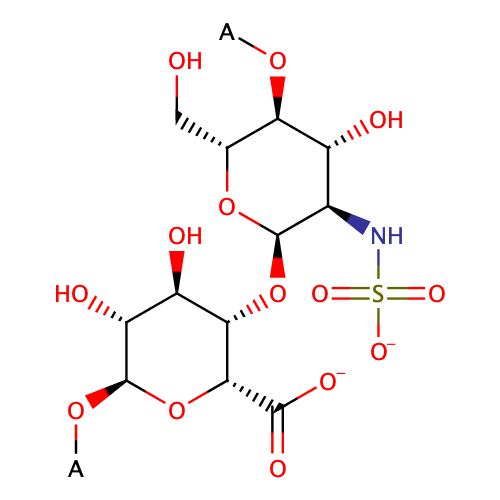 A
OH O
OH
O
OH NH
HO O O S O
O⁻
O⁻
O O
A O